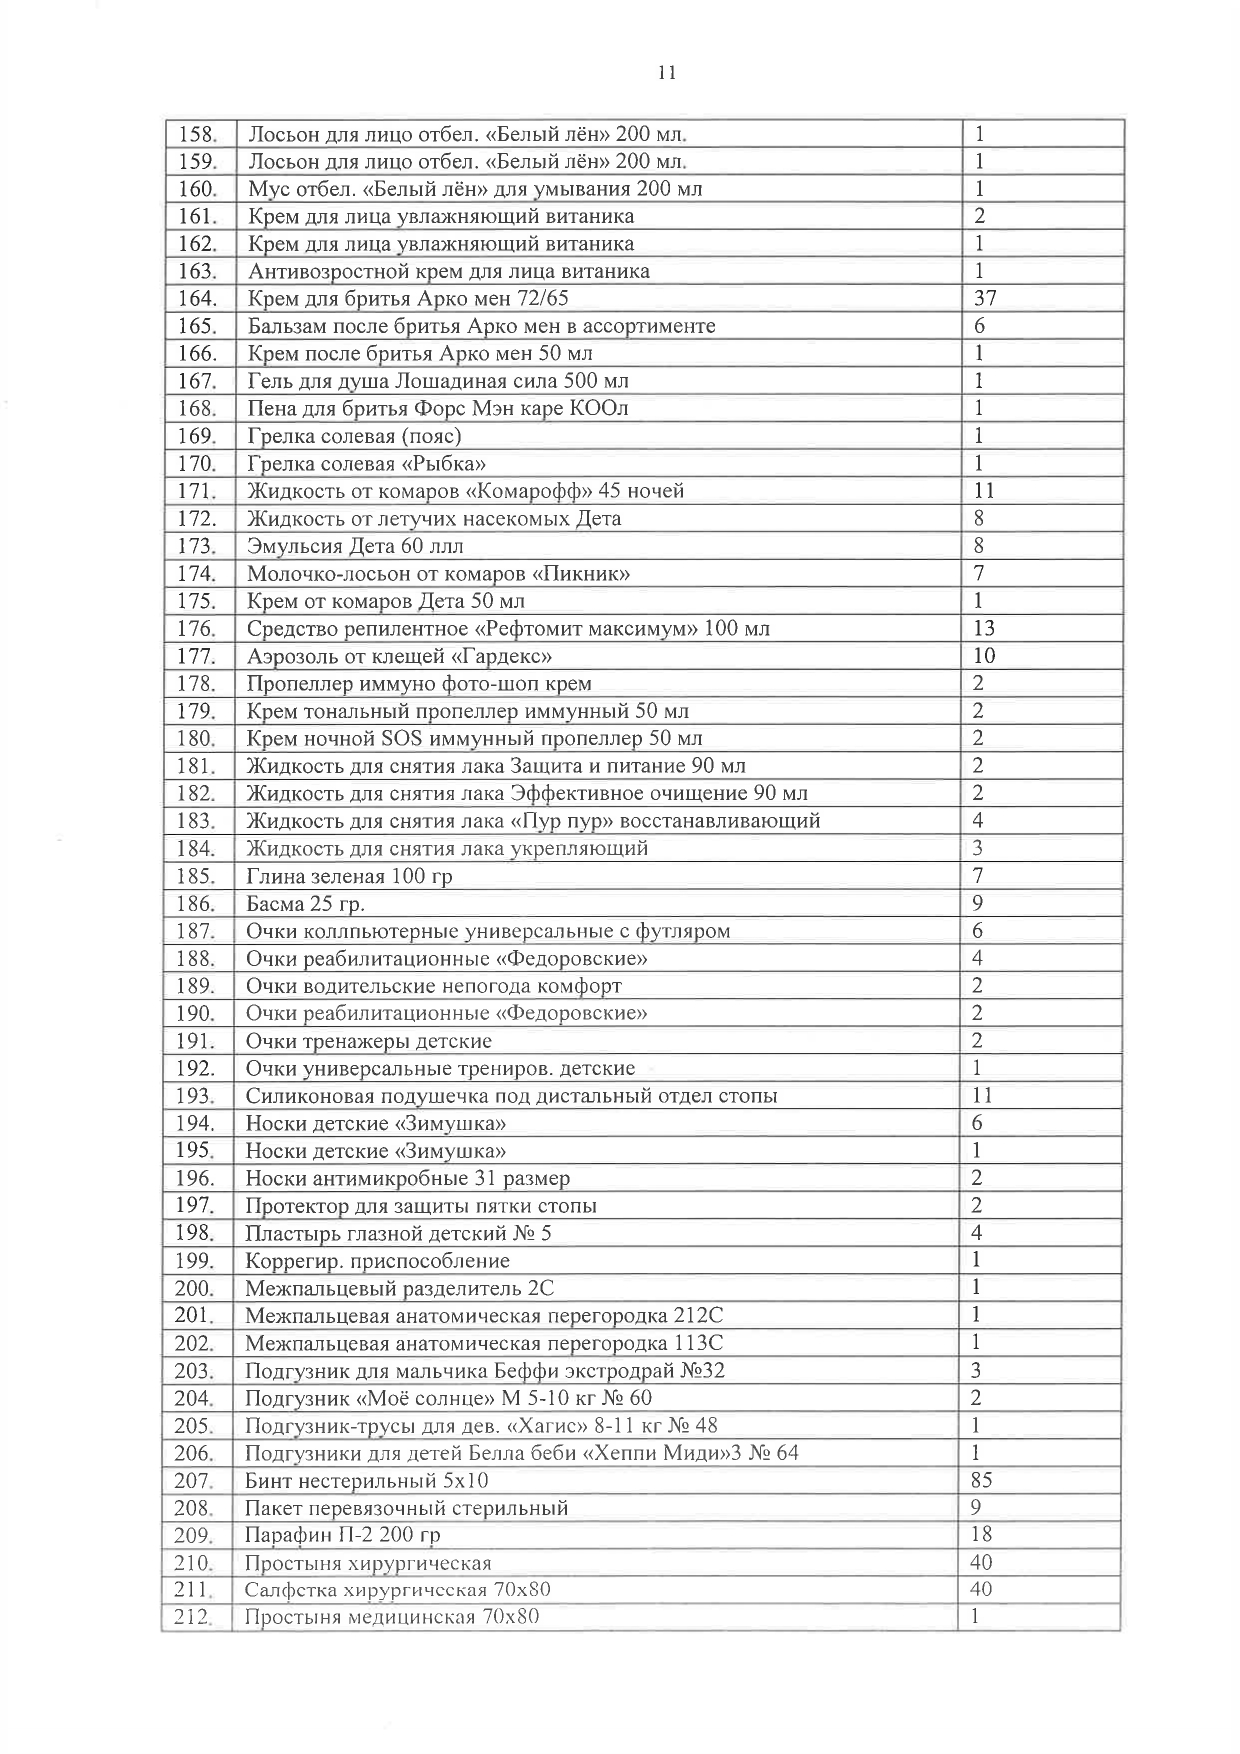 11
158. Лосьон для лицо отбел. «Белый лён» 200 мл. 1
159. Лосьон для лицо отбел. «Белый лён» 200 мл. 1
160. Мус отбел. «Белый лён» для умывания 200 мл 1
161. Крем для лица увлажняющий витаника 2
162. Крем для лица увлажняющий витаника 1
163. Антивозростной крем для лица витаника 1
164. Крем для бритья Арко мен 72/65 37
165. Бальзам после бритья Арко мен в ассортименте 6
166. Крем после бритья Арко мен 50 мл 1
167. Гель для душа Лошадиная сила 500 мл 1
168. Пена для бритья Форс Мэн каре КООл 1
169. Грелка солевая (пояс) 1
170. Грелка солевая «Рыбка» 1
171. Жидкость от комаров «Комарофф» 45 ночей 11
172. Жидкость от летучих насекомых Дета 8
173. Эмульсия Дета 60 ллл 8
174. Молочко-лосьон от комаров «Пикник» 7
175. Крем от комаров Дета 50 мл 1
176. Средство репилентное «Рефтомит максимум» 100 мл 13
177. Аэрозоль от клещей «Гардекс» 10
178. Пропеллер иммуно фото-шоп крем 2
179. Крем тональный пропеллер иммунный 50 мл 2
180. Крем ночной SOS иммунный пропеллер 50 мл 2
181. Жидкость для снятия лака Защита и питание 90 мл 2
182. Жидкость для снятия лака Эффективное очищение 90 мл 2
183. Жидкость для снятия лака «Пур пур» восстанавливающий 4
184. Жидкость для снятия лака укрепляющий 3
185. Глина зеленая 100 гр 7
186. Басма 25 гр. 9
187. Очки коллпьютерные универсальные с футляром 6
188. Очки реабилитационные «Федоровские» 4
189. Очки водительские непогода комфорт 2
190. Очки реабилитационные «Федоровские» 2
191. Очки тренажеры детские 2
192. Очки универсальные трениров. детские 1
193. Силиконовая подушечка под дистальный отдел стопы 11
194. Носки детские «Зимушка» 6
195. Носки детские «Зимушка» 1
196. Носки антимикробные 31 размер 2
197. Протектор для защиты пятки стопы 2
198. Пластырь глазной детский № 5 4
199. Коррегир. приспособление 1
200. Межпальцевый разделитель 2С 1
201. Межпальцевая анатомическая перегородка 212С 1
202. Межпальцевая анатомическая перегородка 113С 1
203. Подгузник для мальчика Беффи экстродрай №32 3
204. Подгузник «Моё солнце» М 5-10 кг № 60 2
205. Подгузник-трусы для дев. «Хагис» 8-11 кг № 48 1
206. Подгузники для детей Белла беби «Хеппи Миди»3 № 64 1
207. Бинт нестерильный 5х10 85
208. Пакет перевязочный стерильный 9
209. Парафин П-2 200 гр 18
210. Простыня хирургическая 40
211. Салфетка хирургическая 70х80 40
212. Простыня медицинская 70х80 1